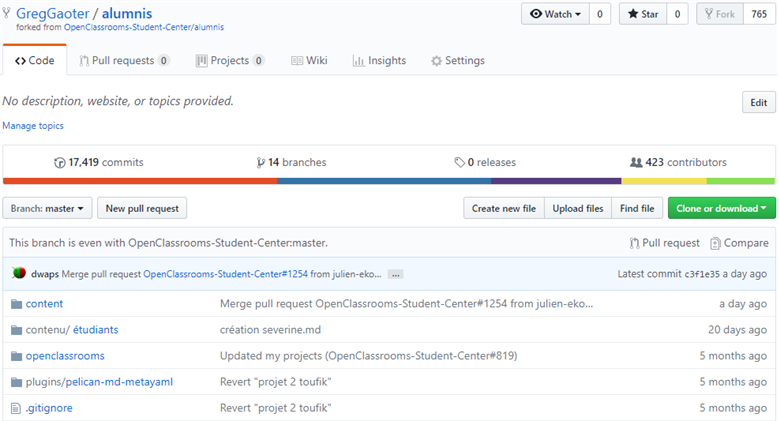 GregGaoter / alumnis
forked from OpenClassrooms-Student-Center/alumnis
Watch 0 Star 0 Fork 765
Code Pull requests 0 Projects 0 Wiki Insights Settings
No description, website, or topics provided. Edit
Manage topics
17,419 commits 14 branches 0 releases 423 contributors
Branch: master New pull request Create new file Upload files Find file Clone or download
This branch is even with OpenClassrooms-Student-Center:master. Pull request Compare
dwaps Merge pull request OpenClassrooms-Student-Center#1254 from julien-eko... ... Latest commit c3f1e35 a day ago
content Merge pull request OpenClassrooms-Student-Center#1254 from julien-eko... a day ago
contenu/ étudiants création severine.md 20 days ago
openclassrooms Updated my projects (OpenClassrooms-Student-Center#819) 5 months ago
plugins/pelican-md-metayaml Revert "projet 2 toufik" 5 months ago
.gitignore Revert "projet 2 toufik" 5 months ago